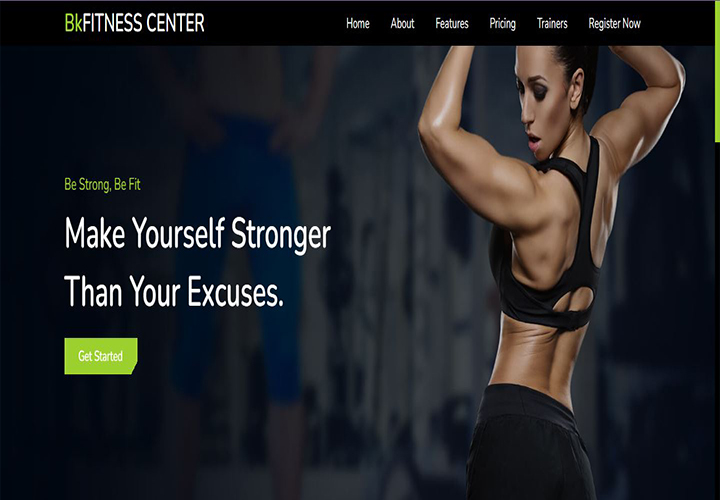 BkFITNESS CENTER
Home About Features Pricing Trainers Register Now
Be Strong, Be Fit
Make Yourself Stronger
Than Your Excuses.
Get Started